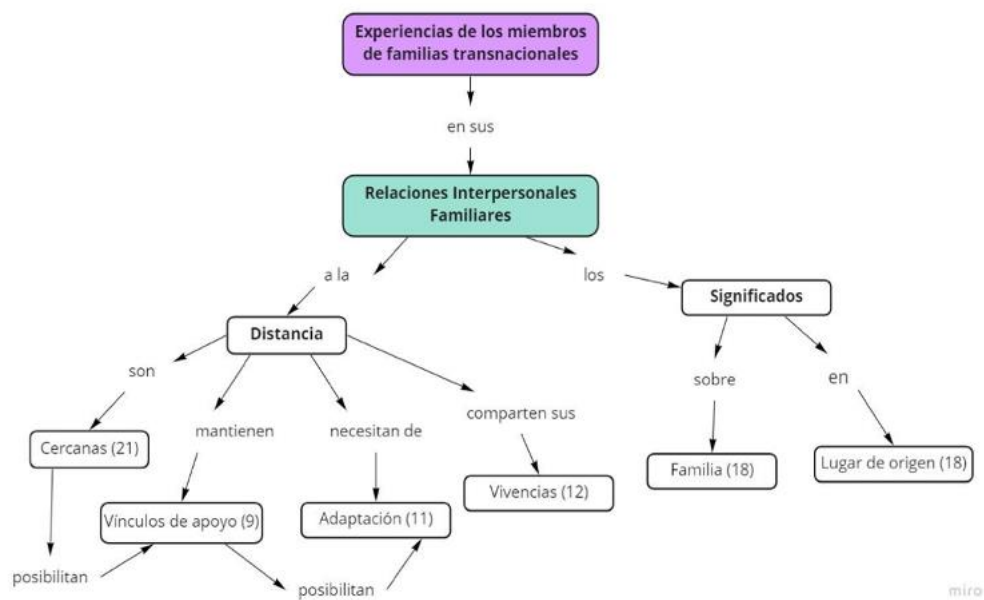 Experiencias de los miembros
de familias transnacionales
en sus
Relaciones Interpersonales
Familiares
a la
los
Significados
Distancia
son
sobre
en
mantienen
necesitan de
comparten sus
Cercanas (21)
Familia (18)
Lugar de origen (18)
Vivencias (12)
Vínculos de apoyo (9)
Adaptación (11)
posibilitan
posibilitan
miro